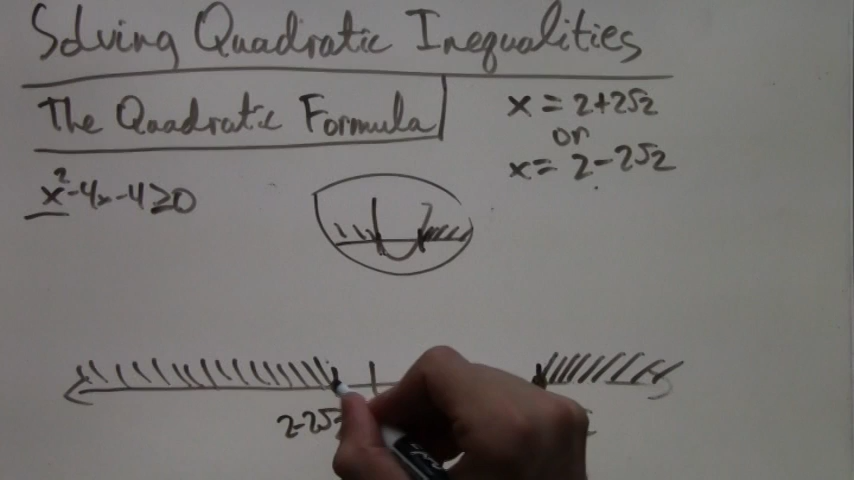 Solving Quadratic Inequalities
The Quadratic Formula
x = 2+2√2
or
x = 2-2√2
x²-4x-4≥0
2-2√